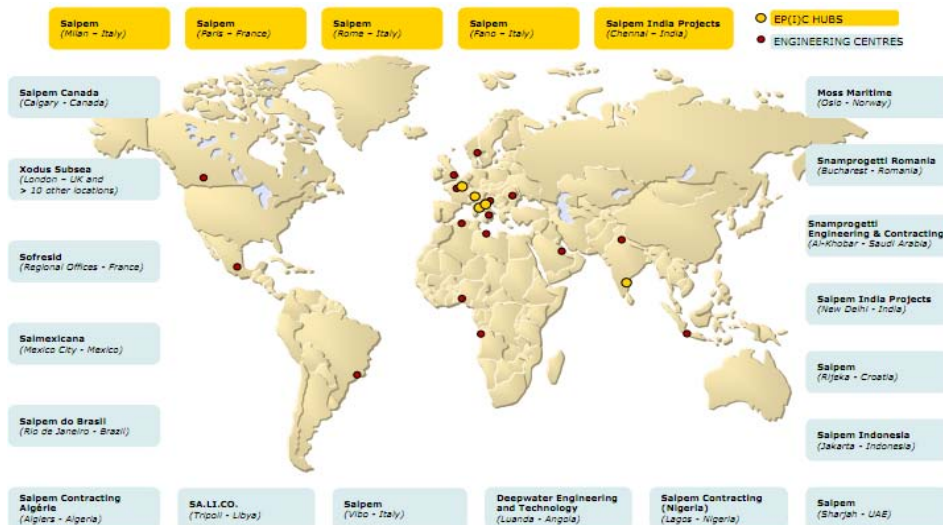 Saipem
(Milan – Italy)
Saipem
(Paris – France)
Saipem
(Rome – Italy)
Saipem
(Fano – Italy)
Saipem India Projects
(Chennai – India)
EP(I)C HUBS
ENGINEERING CENTRES
Saipem Canada
(Calgary - Canada)
Xodus Subsea
(London – UK and
> 10 other locations)
Sofresid
(Regional Offices - France)
Saimexicana
(Mexico City - Mexico)
Saipem do Brasil
(Rio de Janeiro - Brazil)
Moss Maritime
(Oslo - Norway)
Snamprogetti Romania
(Bucharest - Romania)
Snamprogetti
Engineering & Contracting
(Al-Khobar - Saudi Arabia)
Saipem India Projects
(New Delhi - India)
Saipem
(Rijeka - Croatia)
Saipem Indonesia
(Jakarta - Indonesia)
Saipem Contracting
Algérie
(Algiers - Algeria)
SA.LI.CO.
(Tripoli - Libya)
Saipem
(Vibo - Italy)
Deepwater Engineering
and Technology
(Luanda - Angola)
Saipem Contracting
(Nigeria)
(Lagos - Nigeria)
Saipem
(Sharjah - UAE)